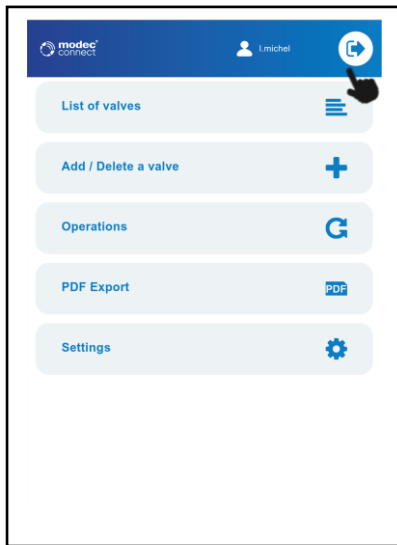 modec
connect
l.michel
List of valves
Add / Delete a valve
Operations
PDF Export
PDF
Settings